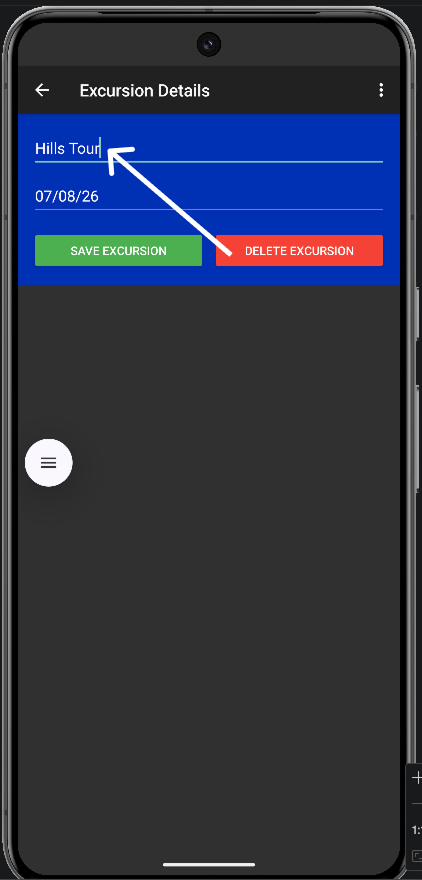 Excursion Details
Hills Tour
07/08/26
SAVE EXCURSION
DELETE EXCURSION